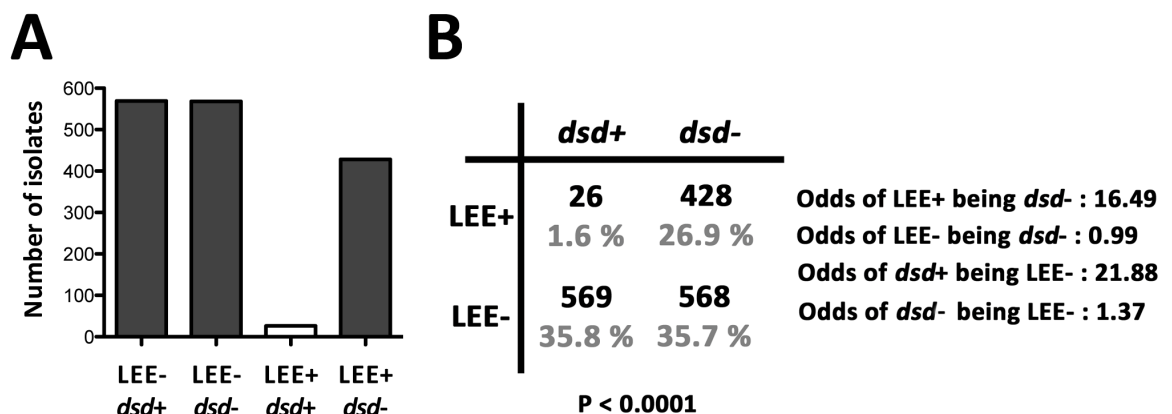 A
Number of isolates
600
500
400
300
200
100
0
LEE- LEE- LEE+ LEE+
dsd+ dsd- dsd+ dsd-
B
dsd+ dsd-
LEE+ 26 428
1.6 % 26.9 %
LEE- 569 568
35.8 % 35.7 %
P < 0.0001
Odds of LEE+ being dsd- : 16.49
Odds of LEE- being dsd- : 0.99
Odds of dsd+ being LEE- : 21.88
Odds of dsd- being LEE- : 1.37